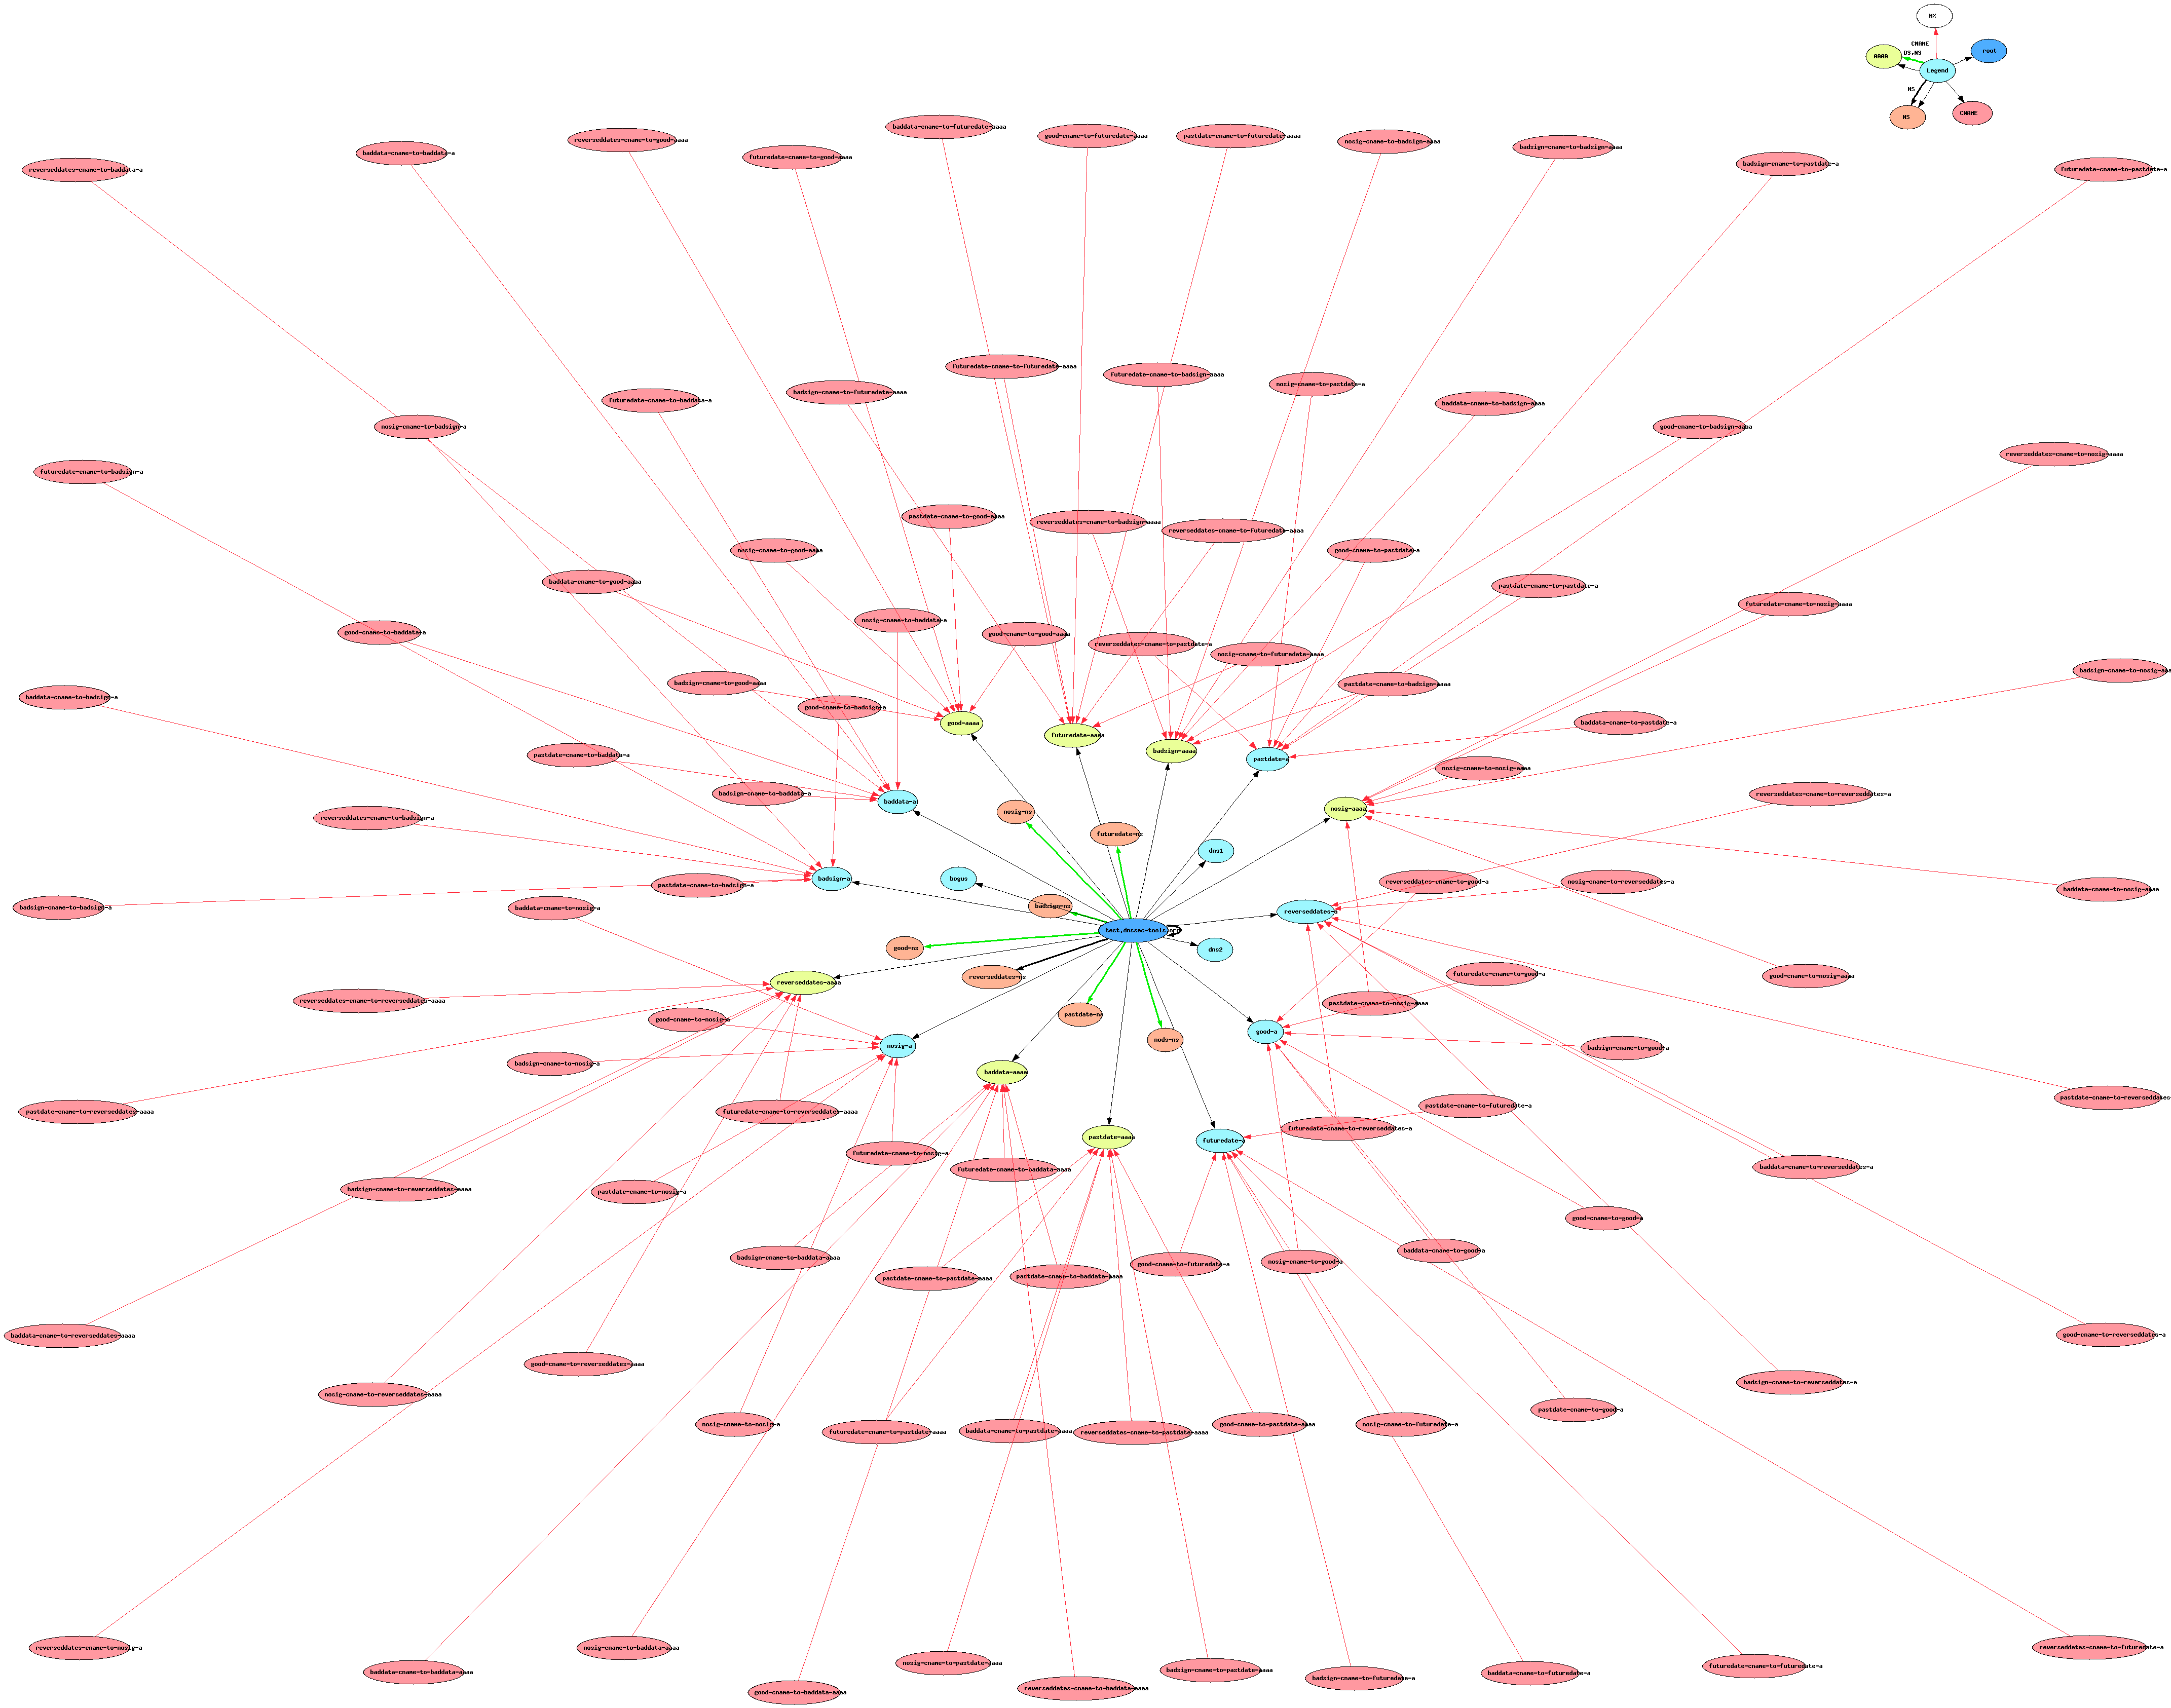 MX
CNAME
root
DS,NS
AAAA
Legend
NS
CNAME
NS
baddata-cname-to-futuredate-aaaa
good-cname-to-futuredate-aaaa
pastdate-cname-to-futuredate-aaaa
reverseddates-cname-to-good-aaaa
nosig-cname-to-badsign-aaaa
badsign-cname-to-badsign-aaaa
baddata-cname-to-baddata-a
futuredate-cname-to-good-aaaa
badsign-cname-to-pastdate-a
reverseddates-cname-to-baddata-a
futuredate-cname-to-pastdate-a
futuredate-cname-to-futuredate-aaaa
futuredate-cname-to-badsign-aaaa
nosig-cname-to-pastdate-a
badsign-cname-to-futuredate-aaaa
futuredate-cname-to-baddata-a
baddata-cname-to-badsign-aaaa
nosig-cname-to-badsign-a
good-cname-to-badsign-aaaa
reverseddates-cname-to-nosig-aaaa
futuredate-cname-to-badsign-a
pastdate-cname-to-good-aaaa
reverseddates-cname-to-badsign-aaaa
reverseddates-cname-to-futuredate-aaaa
nosig-cname-to-good-aaaa
good-cname-to-pastdate-a
baddata-cname-to-good-aaaa
pastdate-cname-to-pastdate-a
futuredate-cname-to-nosig-aaaa
nosig-cname-to-baddata-a
good-cname-to-baddata-a
good-cname-to-good-aaaa
reverseddates-cname-to-pastdate-a
nosig-cname-to-futuredate-aaaa
badsign-cname-to-nosig-aaaa
badsign-cname-to-good-aaaa
pastdate-cname-to-badsign-aaaa
baddata-cname-to-badsign-a
good-cname-to-badsign-a
good-aaaa
baddata-cname-to-pastdate-a
futuredate-aaaa
badsign-aaaa
pastdate-cname-to-baddata-a
pastdate-a
nosig-cname-to-nosig-aaaa
badsign-cname-to-baddata-a
reverseddates-cname-to-reverseddates-a
baddata-a
nosig-aaaa
nosig-ns
reverseddates-cname-to-badsign-a
futuredate-ns
dns1
badsign-a
bogus
pastdate-cname-to-badsign-a
reverseddates-cname-to-good-a
nosig-cname-to-reverseddates-a
baddata-cname-to-nosig-aaaa
badsign-cname-to-badsign-a
baddata-cname-to-nosig-a
badsign-ns
reverseddates-a
test.dnssec-tools.org
good-ns
dns2
reverseddates-ns
reverseddates-aaaa
futuredate-cname-to-good-a
good-cname-to-nosig-aaaa
reverseddates-cname-to-reverseddates-aaaa
pastdate-cname-to-nosig-aaaa
good-cname-to-nosig-a
pastdate-ns
good-a
nods-ns
nosig-a
badsign-cname-to-good-a
badsign-cname-to-nosig-a
baddata-aaaa
pastdate-cname-to-reverseddates
pastdate-cname-to-reverseddates-aaaa
futuredate-cname-to-reverseddates-aaaa
pastdate-cname-to-futuredate-a
futuredate-cname-to-reverseddates-a
pastdate-aaaa
futuredate-a
futuredate-cname-to-nosig-a
futuredate-cname-to-baddata-aaaa
baddata-cname-to-reverseddates-a
badsign-cname-to-reverseddates-aaaa
pastdate-cname-to-nosig-a
good-cname-to-good-a
badsign-cname-to-baddata-aaaa
baddata-cname-to-good-a
good-cname-to-futuredate-a
nosig-cname-to-good-a
pastdate-cname-to-pastdate-aaaa
pastdate-cname-to-baddata-aaaa
baddata-cname-to-reverseddates-aaaa
good-cname-to-reverseddates-a
good-cname-to-reverseddates-aaaa
badsign-cname-to-reverseddates-a
nosig-cname-to-reverseddates-aaaa
pastdate-cname-to-good-a
nosig-cname-to-nosig-a
futuredate-cname-to-pastdate-aaaa
baddata-cname-to-pastdate-aaaa
reverseddates-cname-to-pastdate-aaaa
good-cname-to-pastdate-aaaa
nosig-cname-to-futuredate-a
reverseddates-cname-to-nosig-a
nosig-cname-to-baddata-aaaa
reverseddates-cname-to-futuredate-a
nosig-cname-to-pastdate-aaaa
baddata-cname-to-baddata-aaaa
badsign-cname-to-pastdate-aaaa
badsign-cname-to-futuredate-a
baddata-cname-to-futuredate-a
futuredate-cname-to-futuredate-a
good-cname-to-baddata-aaaa
reverseddates-cname-to-baddata-aaaa